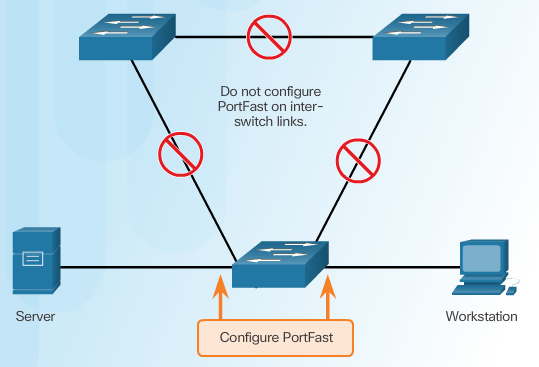 Do not configure
PortFast on inter-
switch links.
Server
Workstation
Configure PortFast